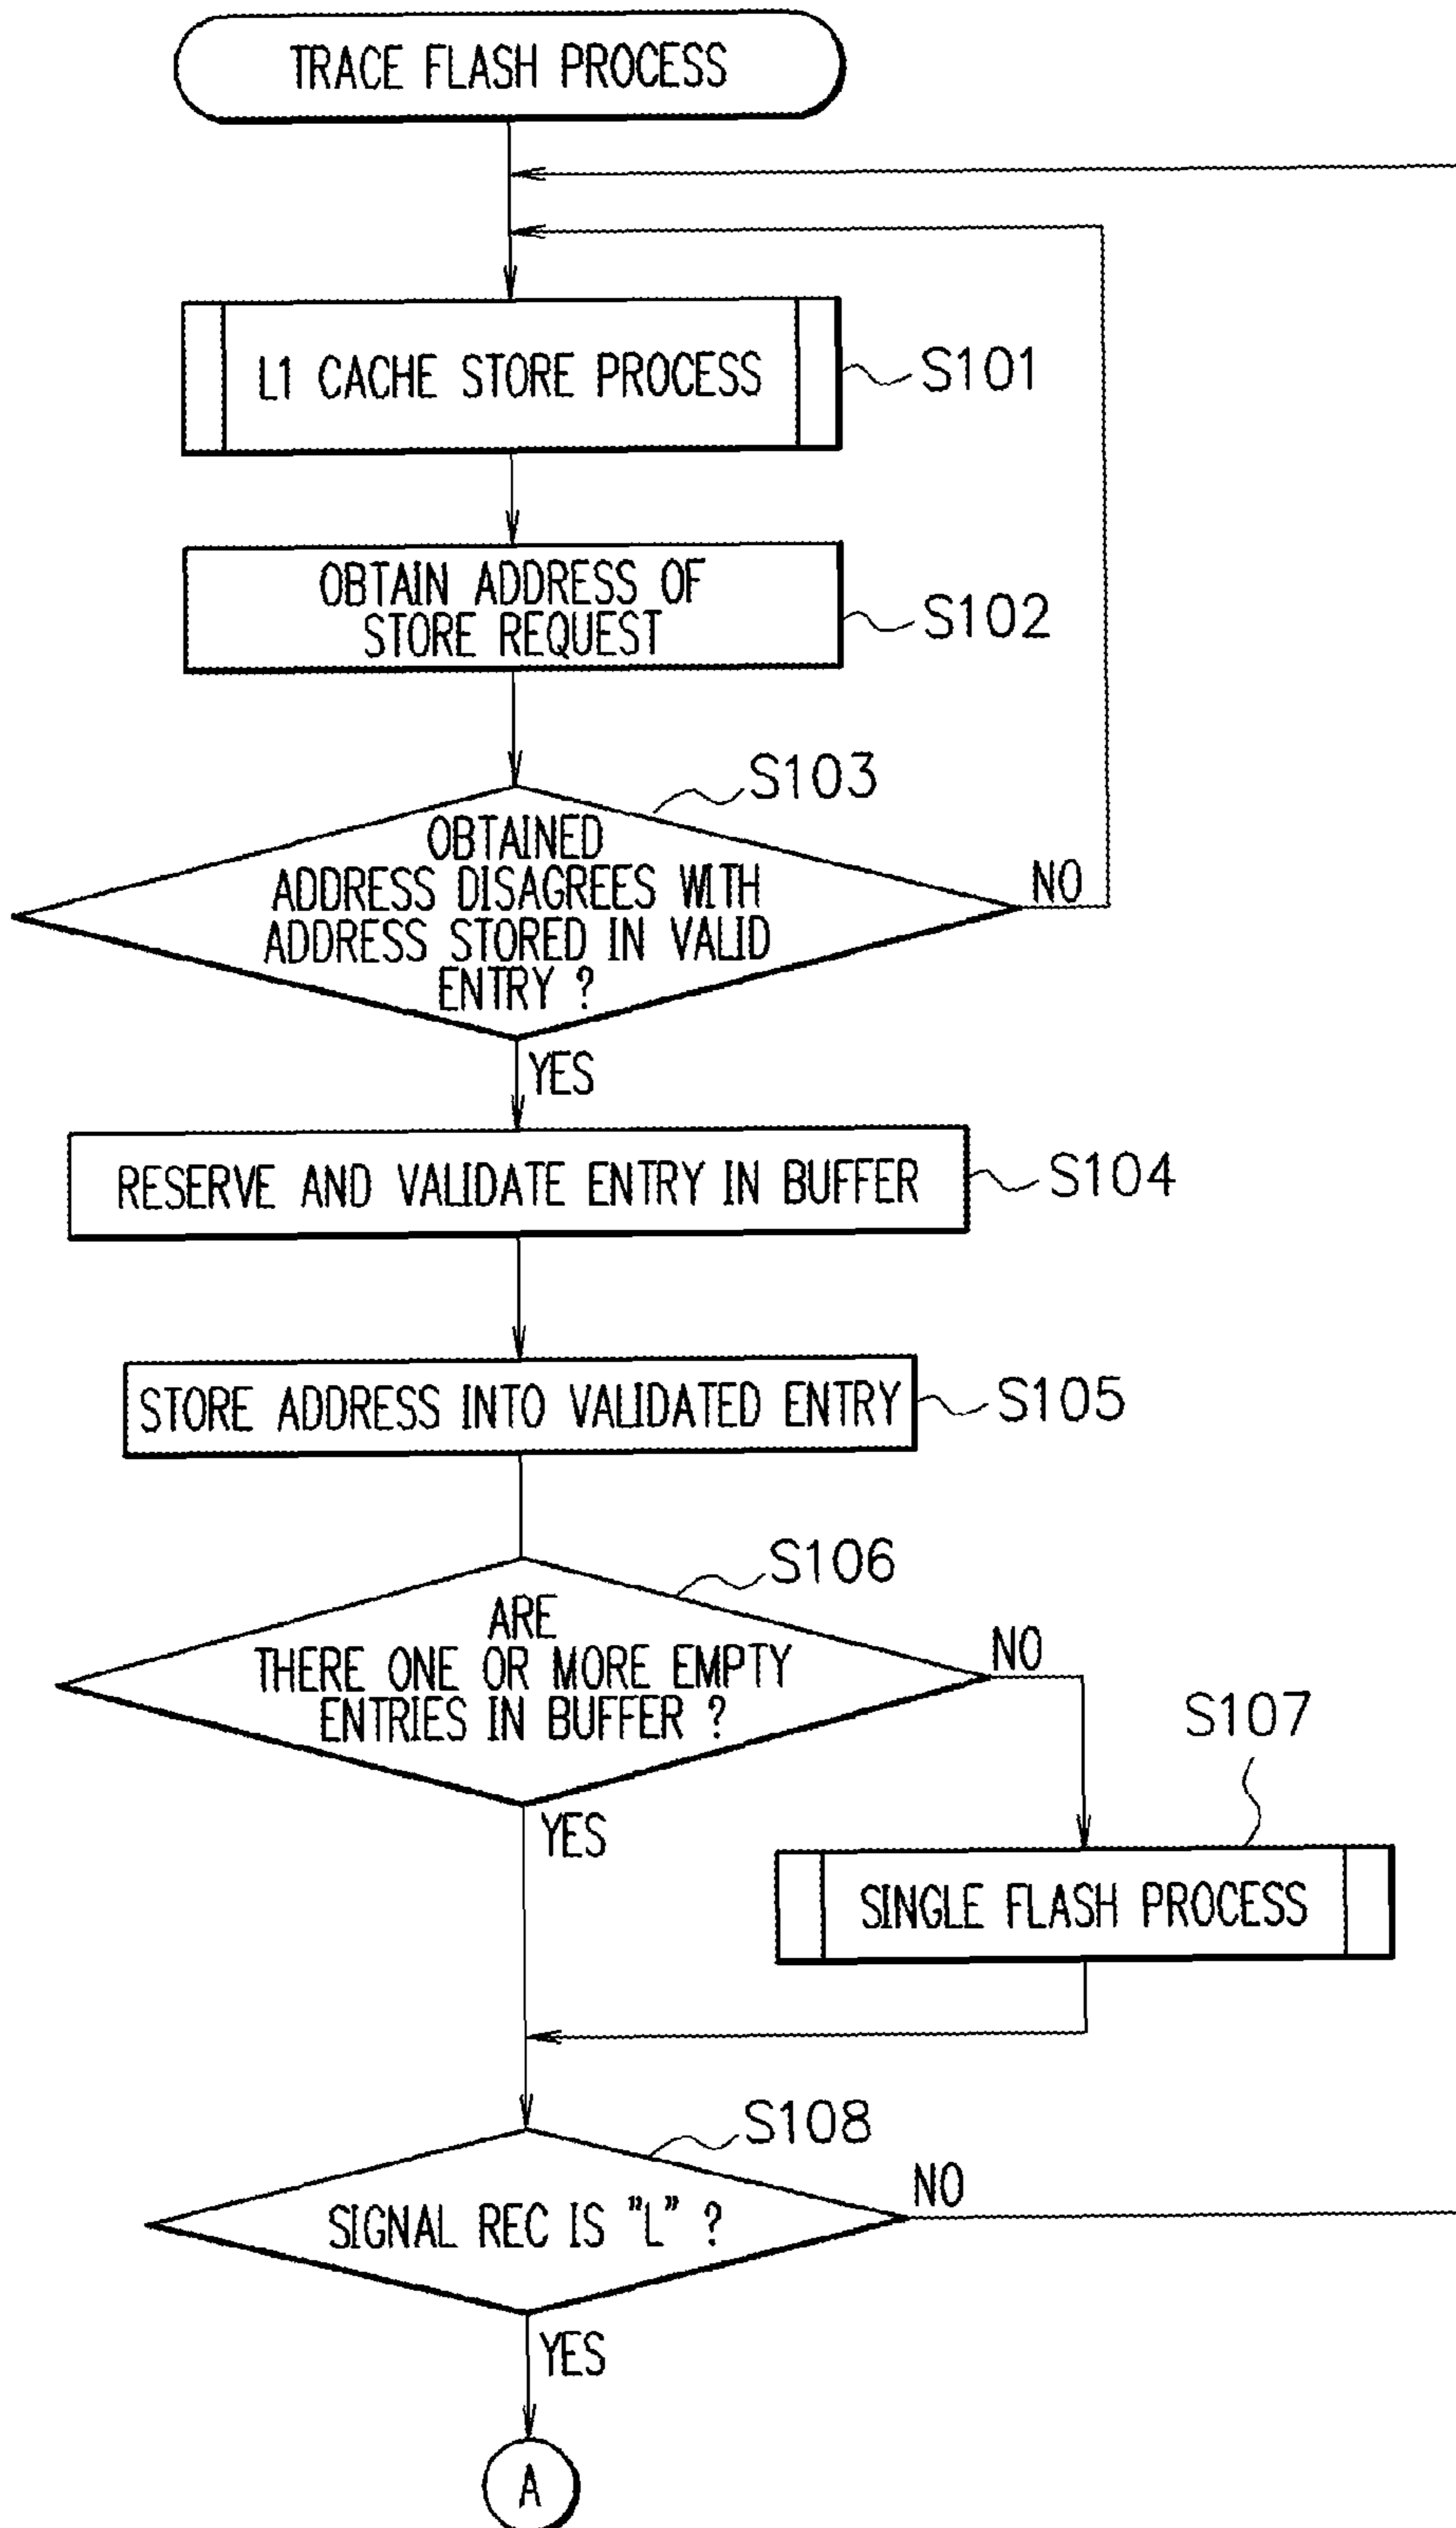 TRACE FLASH PROCESS
L1 CACHE STORE PROCESS
S101
OBTAIN ADDRESS OF
STORE REQUEST
S102
S103
OBTAINED
ADDRESS DISAGREES WITH
ADDRESS STORED IN VALID
ENTRY ?
NO
YES
RESERVE AND VALIDATE ENTRY IN BUFFER
S104
STORE ADDRESS INTO VALIDATED ENTRY
S105
S106
ARE
THERE ONE OR MORE EMPTY
ENTRIES IN BUFFER ?
NO
YES
S107
SINGLE FLASH PROCESS
S108
SIGNAL REC IS "L" ?
NO
YES
A